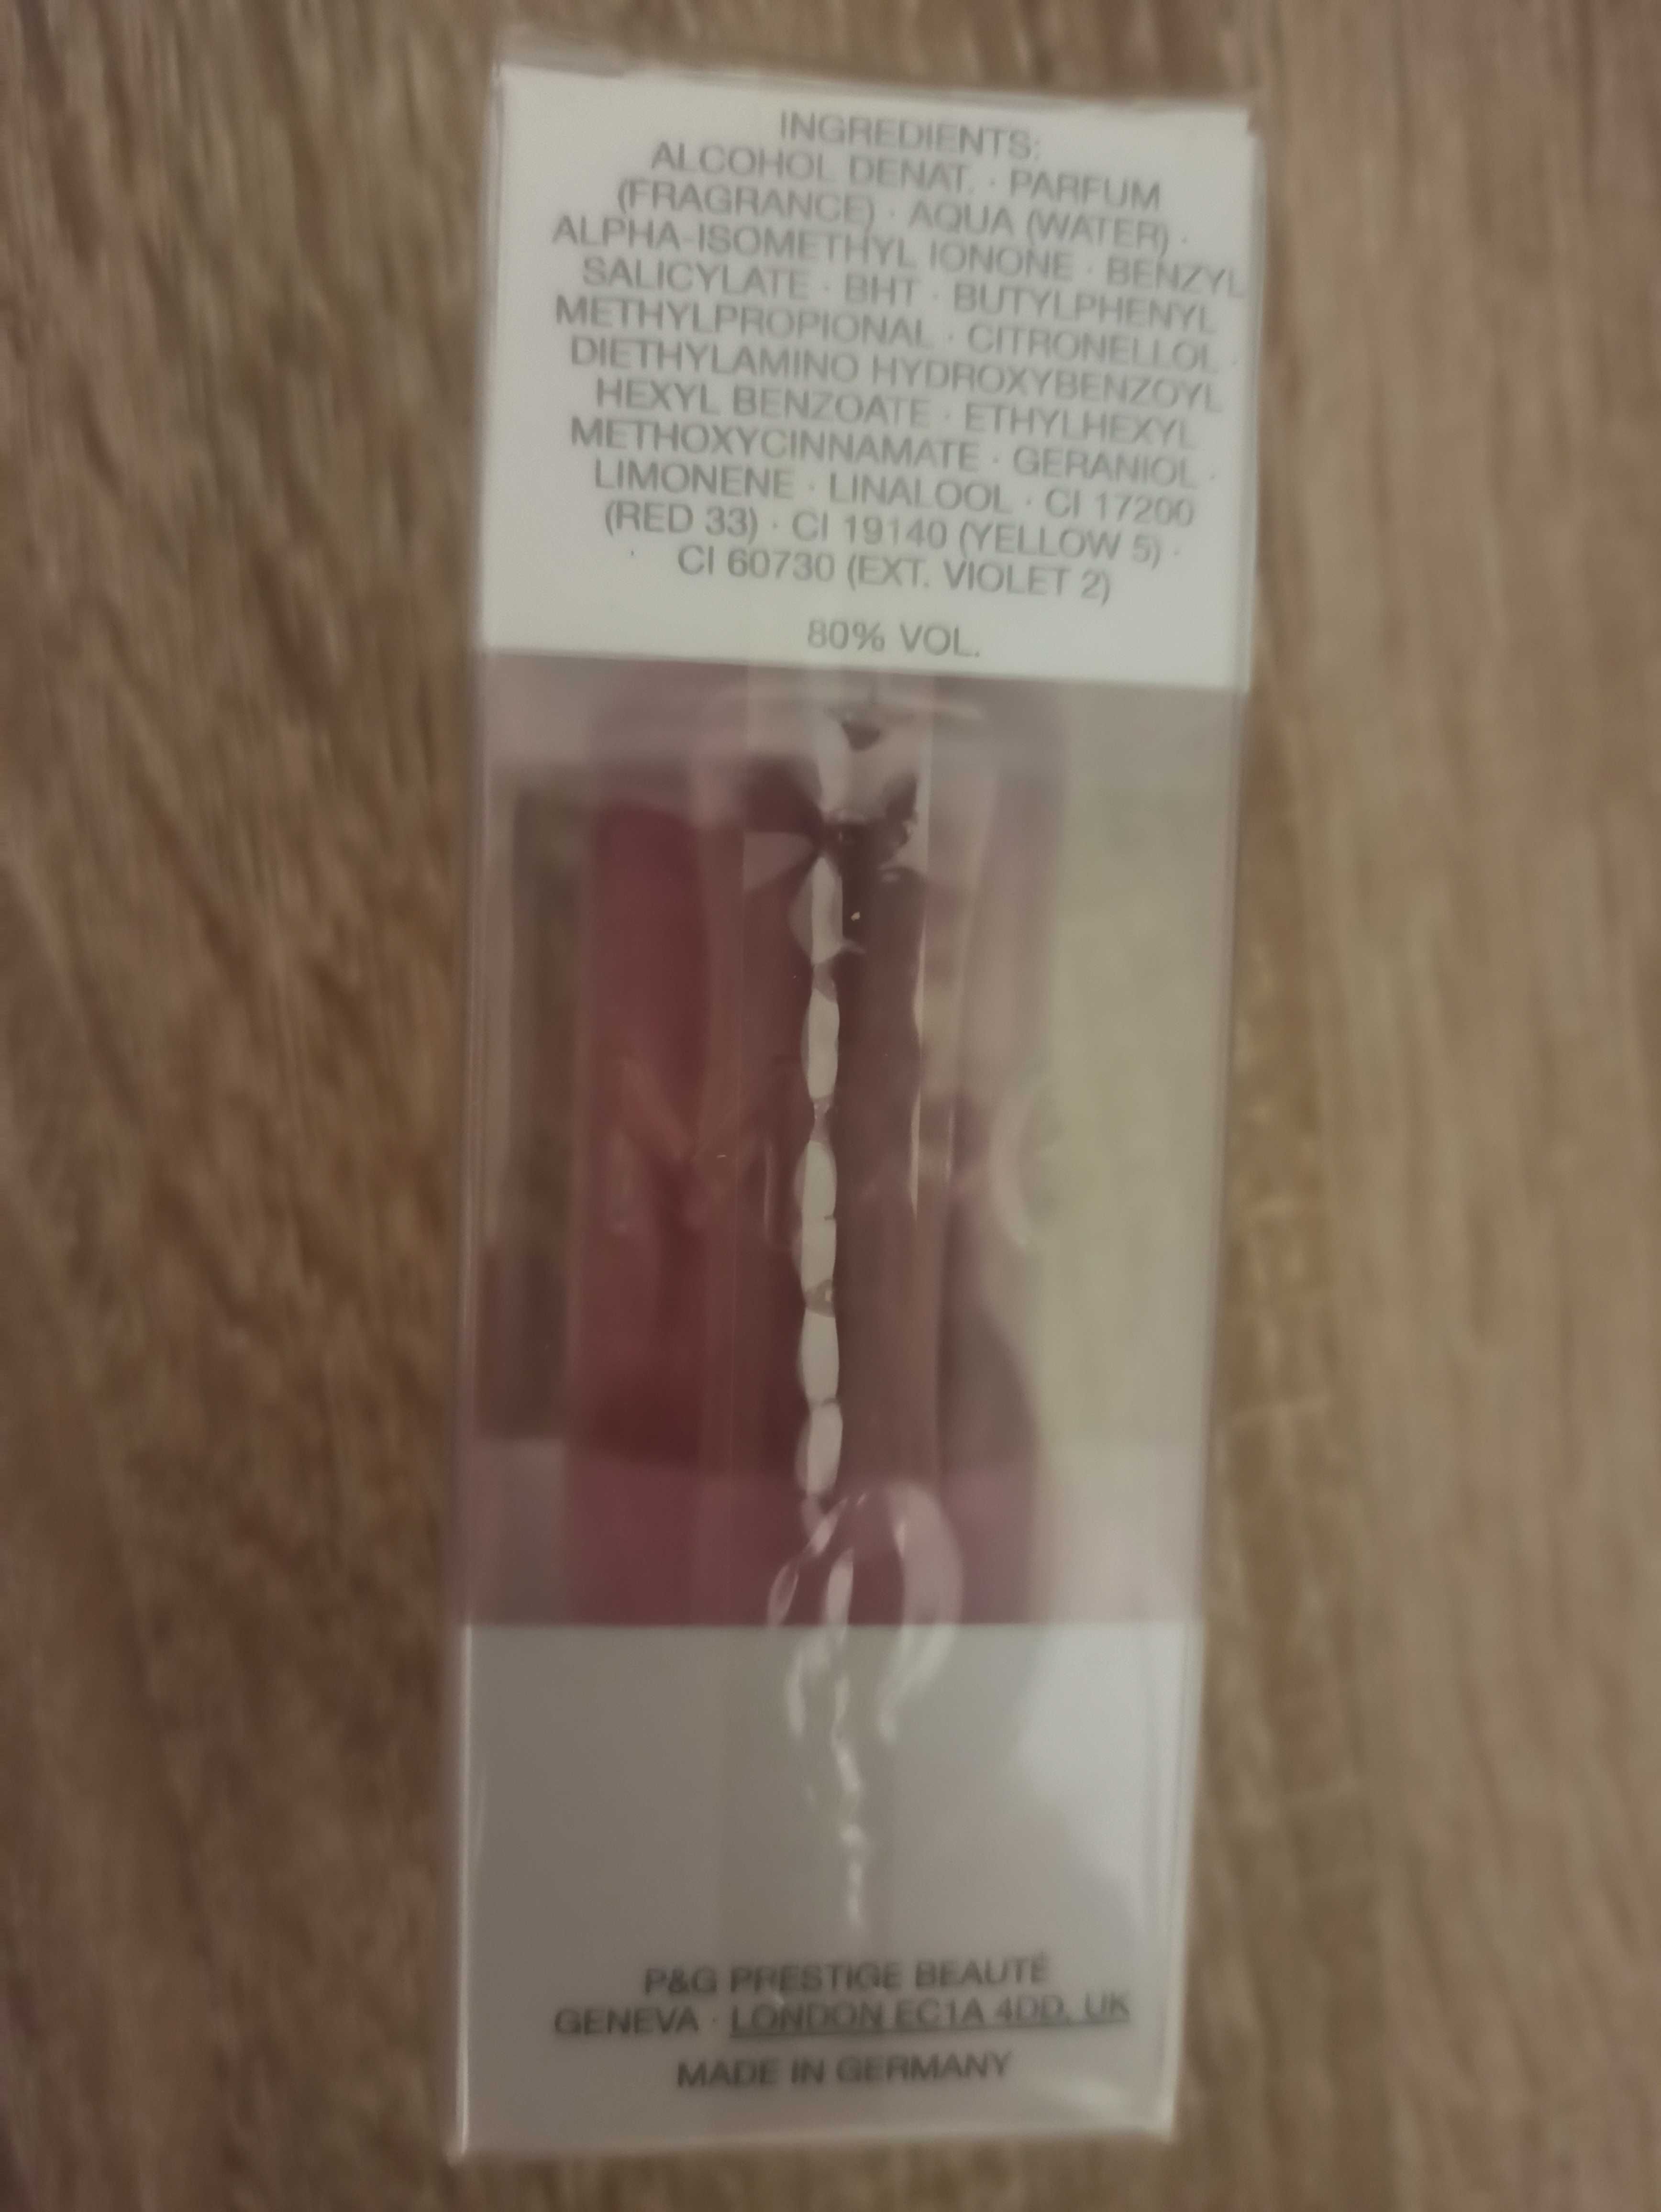 INGREDIENTS:
ALCOHOL DENAT. · PARFUM
(FRAGRANCE) · AQUA (WATER) ·
ALPHA-ISOMETHYL IONONE · BENZYL
SALICYLATE · BHT · BUTYLPHENYL
METHYLPROPIONAL · CITRONELLOL ·
DIETHYLAMINO HYDROXYBENZOYL
HEXYL BENZOATE · ETHYLHEXYL
METHOXYCINNAMATE · GERANIOL ·
LIMONENE · LINALOOL · CI 17200
(RED 33) · CI 19140 (YELLOW 5) ·
CI 60730 (EXT. VIOLET 2)
80% VOL.
P&G PRESTIGE BEAUTÉ
GENEVA · LONDON EC1A 4DD, UK
MADE IN GERMANY